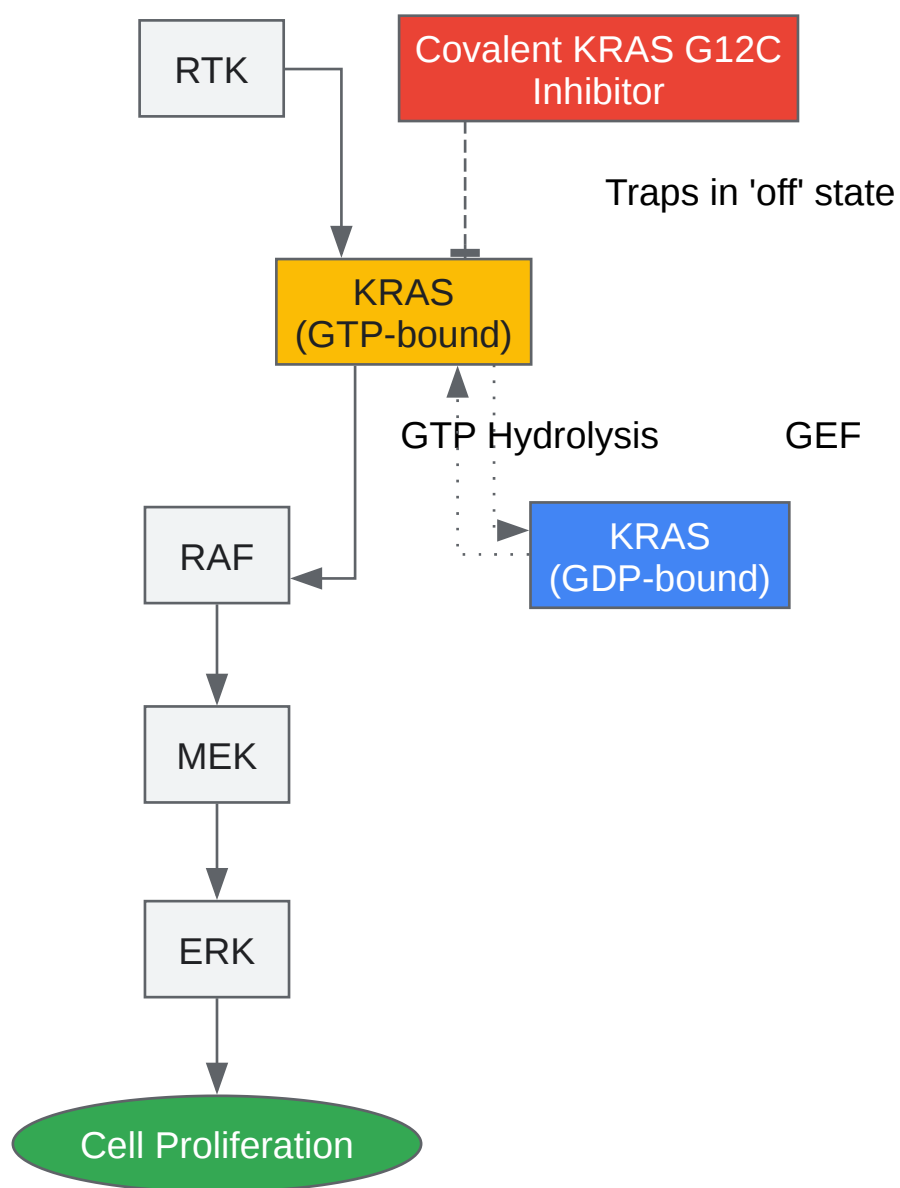 RTK
Covalent KRAS G12C
Inhibitor
Traps in 'off' state
KRAS
(GTP-bound)
GTP Hydrolysis
GEF
RAF
KRAS
(GDP-bound)
MEK
ERK
Cell Proliferation